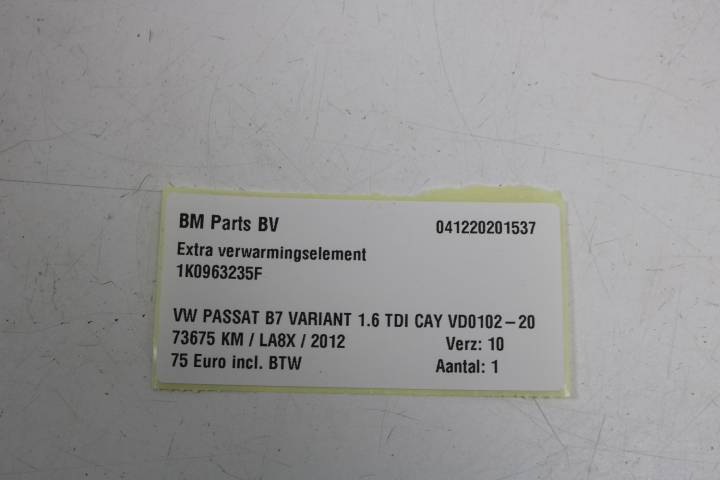 BM Parts BV 041220201537
Extra verwarmingselement
1K0963235F
VW PASSAT B7 VARIANT 1.6 TDI CAY VD0102-20
73675 KM / LA8X / 2012 Verz: 10
75 Euro incl. BTW Aantal: 1